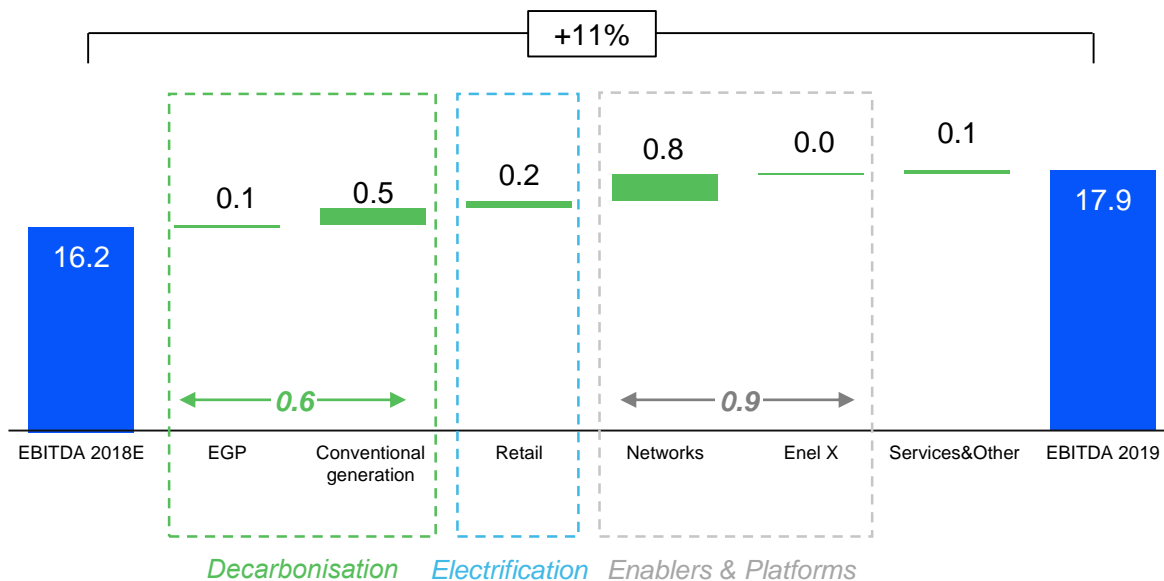 +11%
16.2
0.1
0.5
0.2
0.8
0.0
0.1
17.9
0.6
0.9
EBITDA 2018E
EGP
Conventional
generation
Retail
Networks
Enel X
Services&Other
EBITDA 2019
Decarbonisation
Electrification
Enablers & Platforms